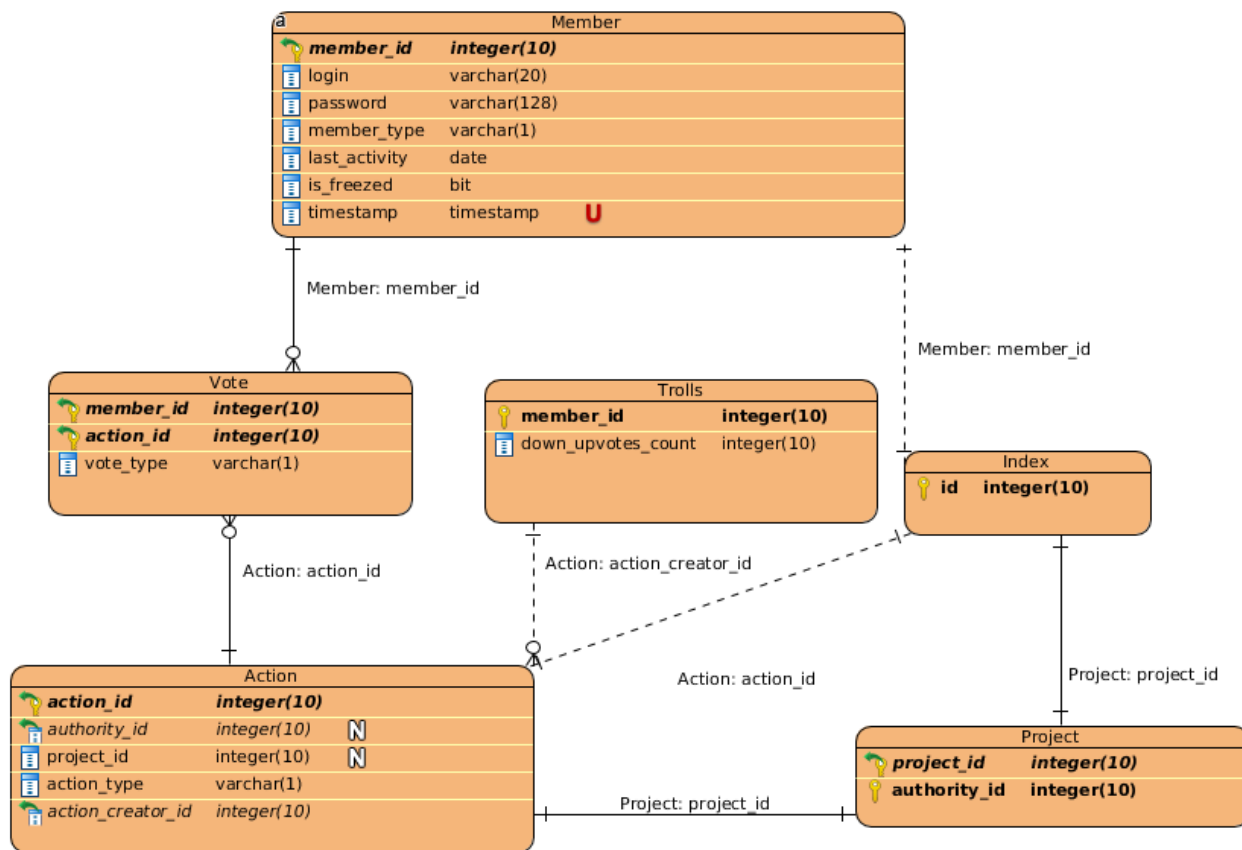 a
Member
member_id integer(10)
login varchar(20)
password varchar(128)
member_type varchar(1)
last_activity date
is_freezed bit
timestamp timestamp U
Member: member_id
Member: member_id
Vote
member_id integer(10)
action_id integer(10)
vote_type varchar(1)
Trolls
member_id integer(10)
down_upvotes_count integer(10)
Index
id integer(10)
Action: action_id
Action: action_creator_id
Action: action_id
Project: project_id
Action
action_id integer(10)
authority_id integer(10) N
project_id integer(10) N
action_type varchar(1)
action_creator_id integer(10)
Project: project_id
Project
project_id integer(10)
authority_id integer(10)